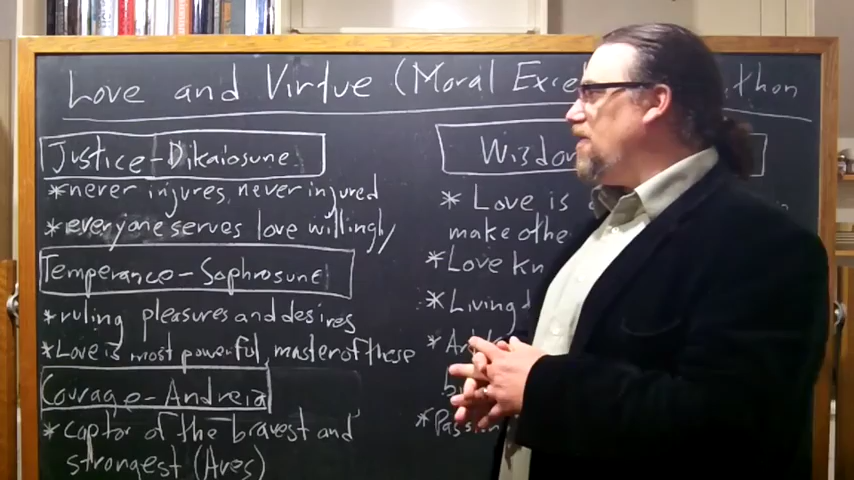 Love and Virtue (Moral Exce thon
Justice-Dikaiosune
*never injures, never injured
*everyone serves love willingly
Temperance-Sophrosune
*ruling pleasures and desires
*Love is most powerful, master of these
Courage-Andreia
*captor of the bravest and
strongest (Ares)
Wisdom
*Love is
make othe
*Love Kn
*Living
*
*Passion